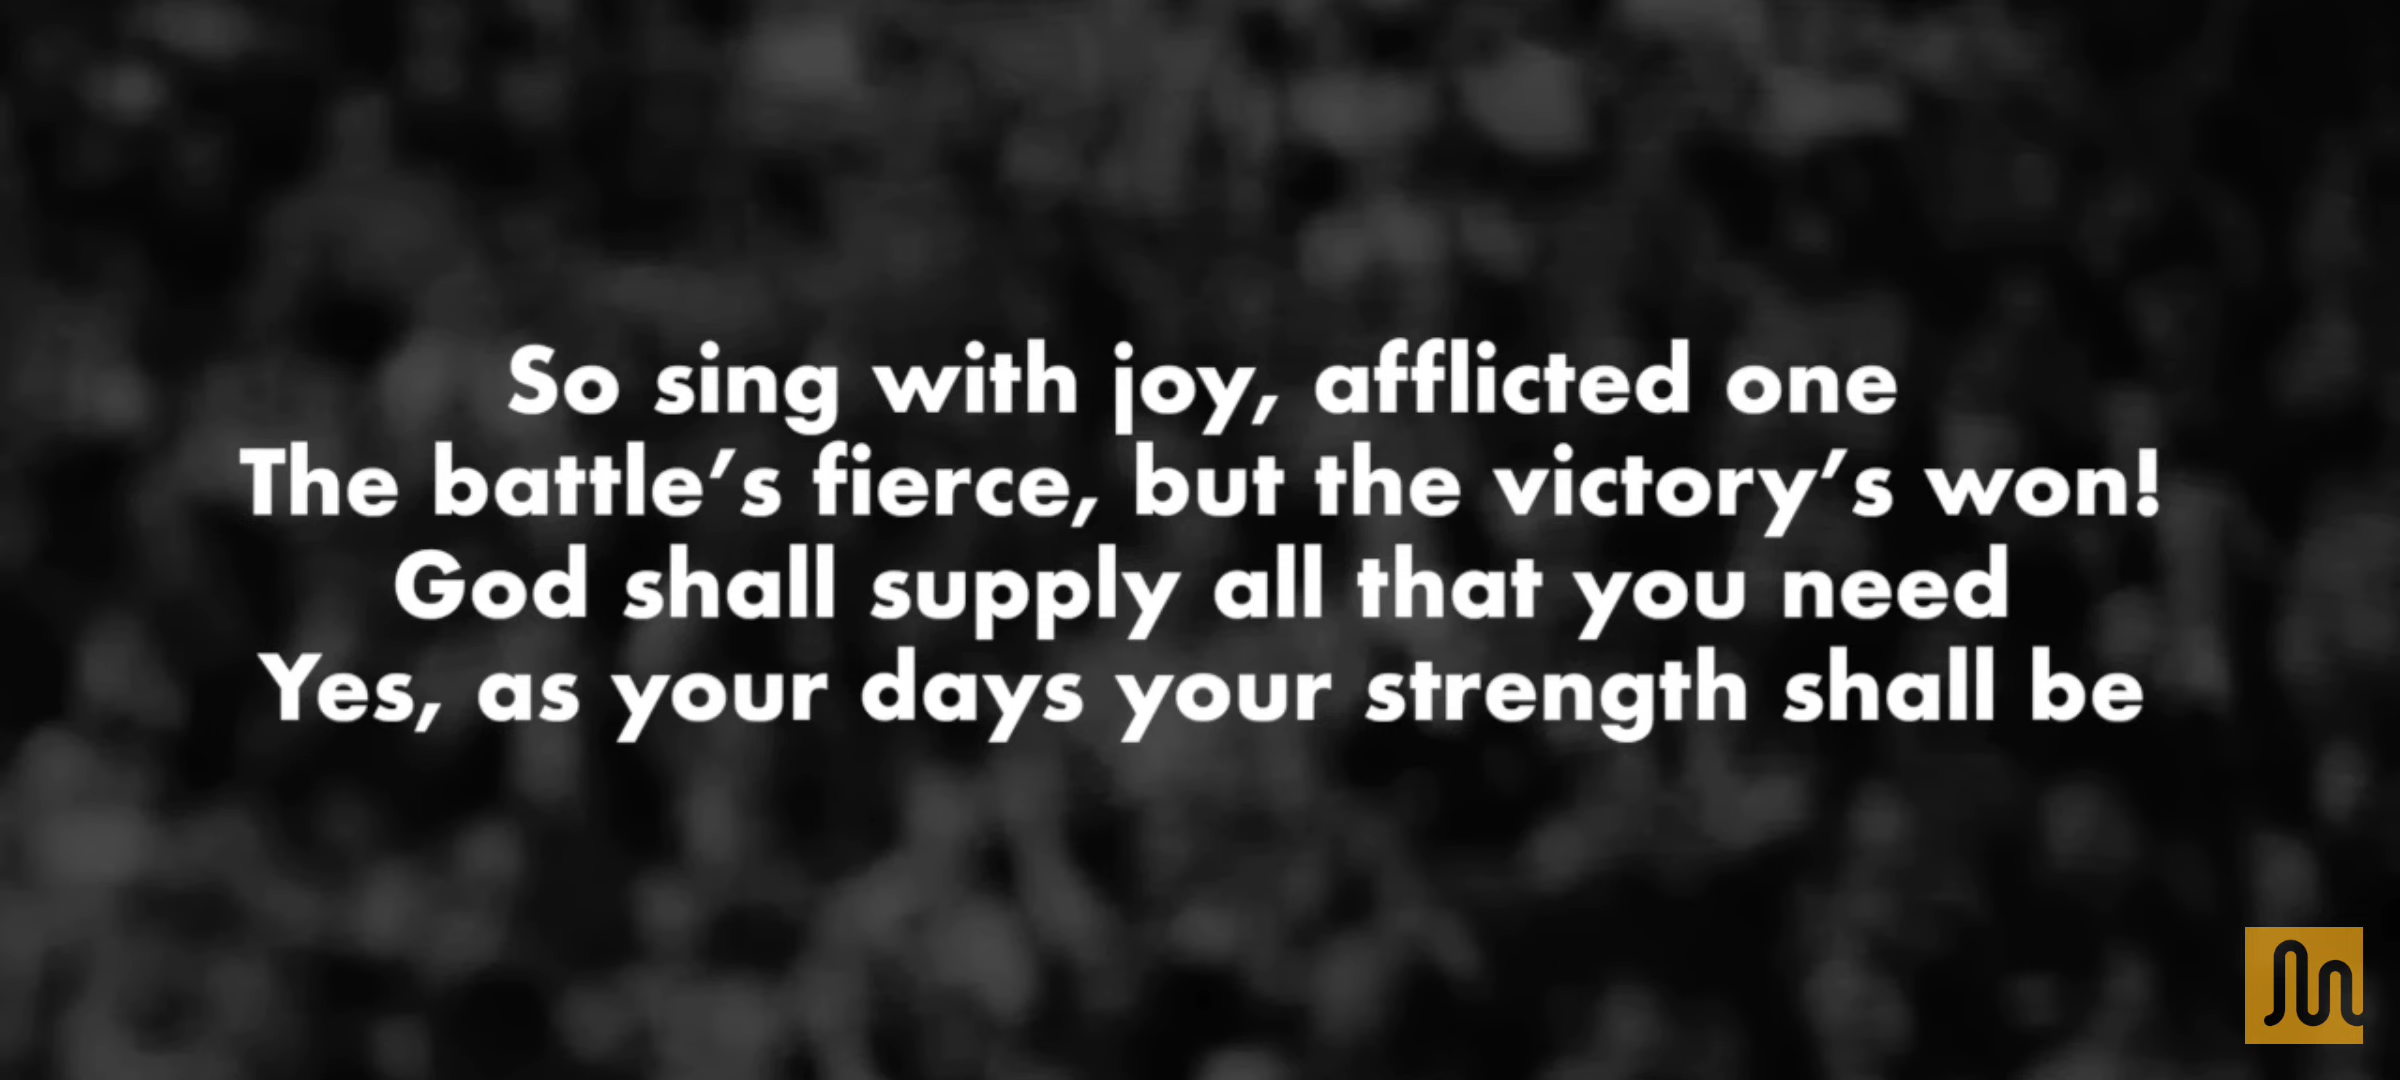 So sing with joy, afflicted one
The battle’s fierce, but the victory’s won!
God shall supply all that you need
Yes, as your days your strength shall be